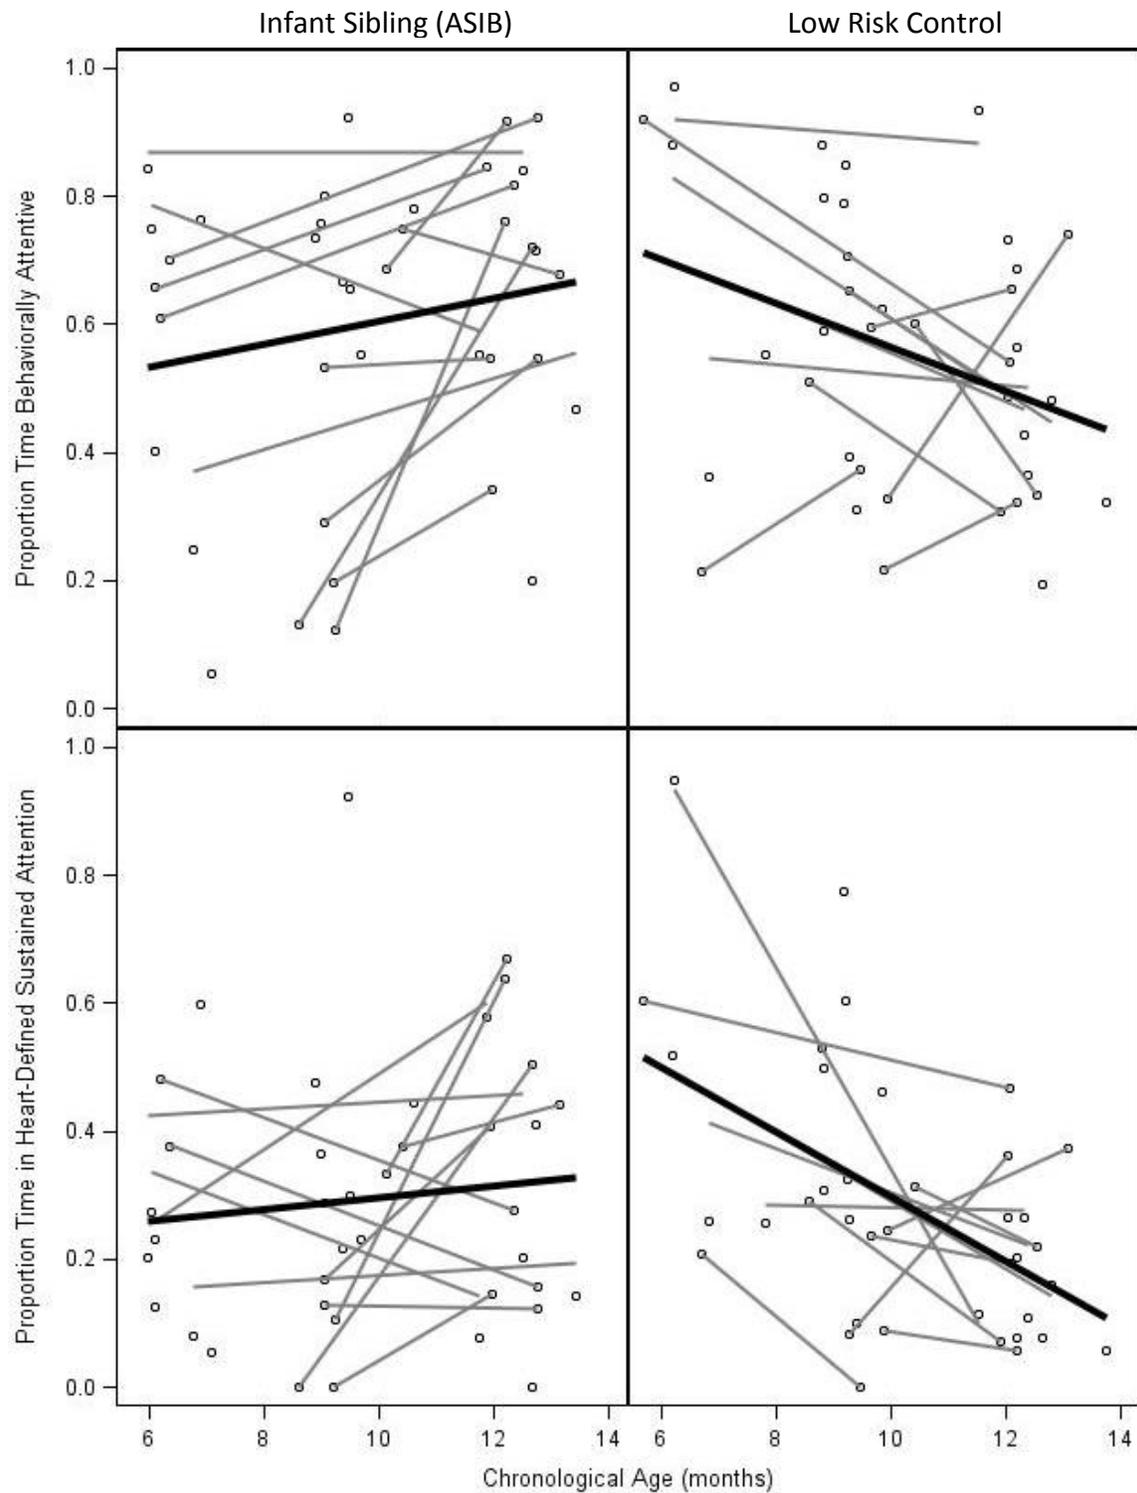 Infant Sibling (ASIB)
Low Risk Control
Proportion Time Behaviorally Attentive
1.0
0.8
0.6
0.4
0.2
0.0
Proportion Time in Heart-Defined Sustained Attention
1.0
0.8
0.6
0.4
0.2
0.0
6 8 10 12 14
6 8 10 12 14
Chronological Age (months)